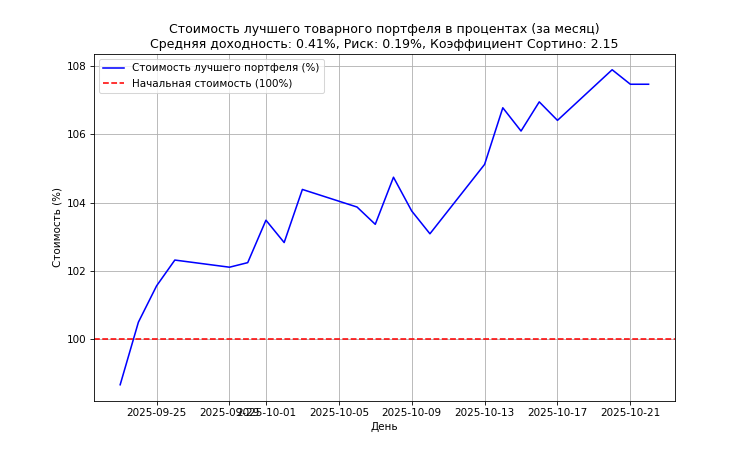 Стоимость лучшего товарного портфеля в процентах (за месяц)
Средняя доходность: 0.41%, Риск: 0.19%, Коэффициент Сортино: 2.15
Стоимость лучшего портфеля (%)
Начальная стоимость (100%)
Стоимость (%)
108
106
104
102
100
2025-09-25 2025-09-29 2025-10-01 2025-10-05 2025-10-09 2025-10-13 2025-10-17 2025-10-21
День